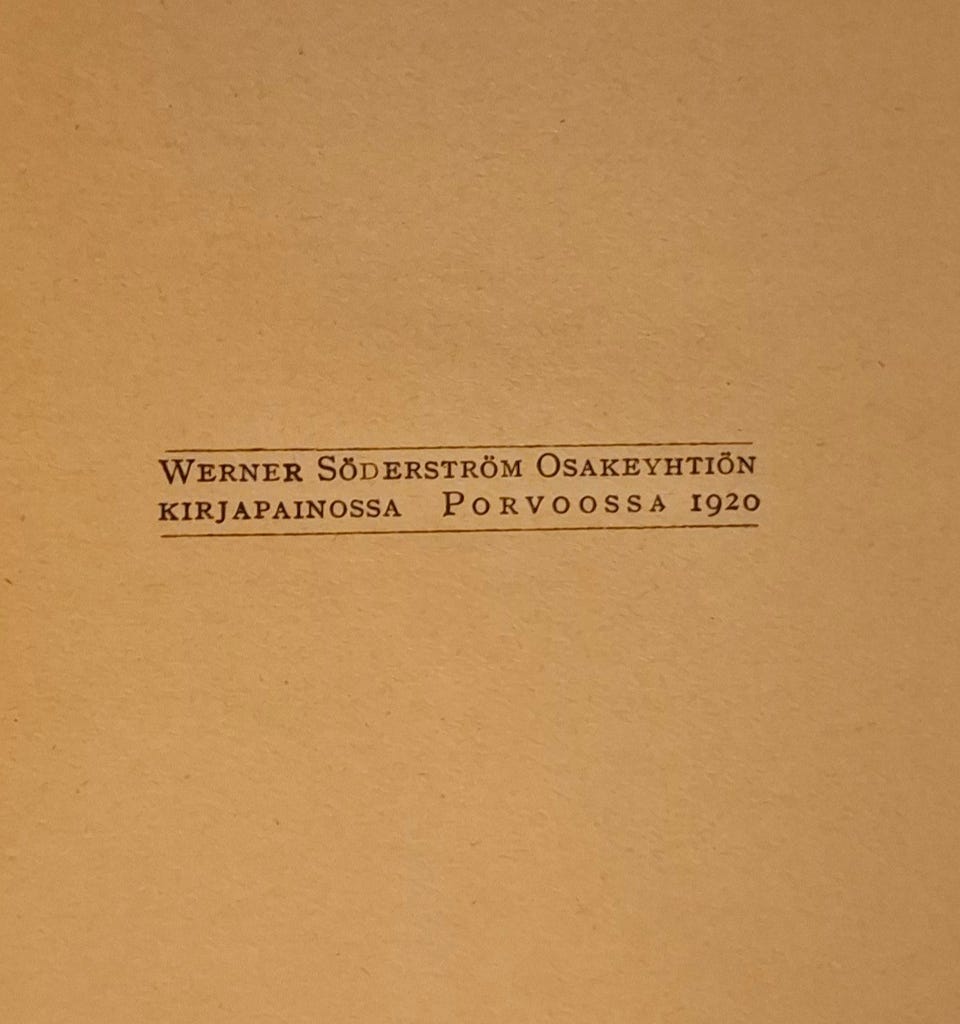 Werner Söderström Osakeyhtiön
kirjapainossa Porvoossa 1920